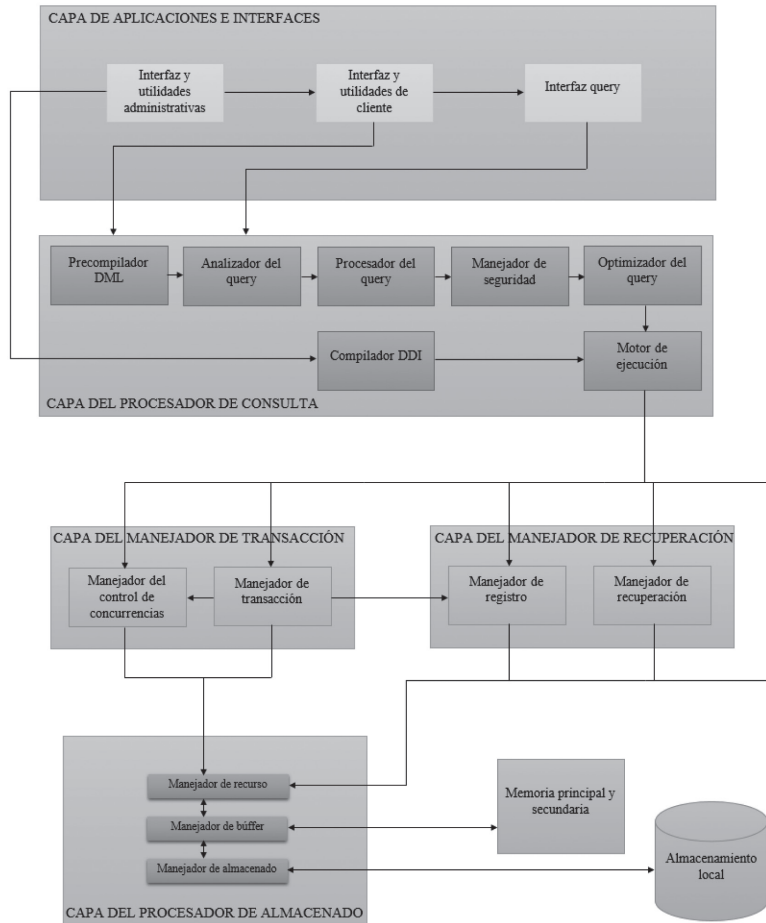 CAPA DE APLICACIONES E INTERFACES
Interfaz y
utilidades
administrativas
Interfaz y
utilidades de
cliente
Interfaz query
Precompilador
DML
Analizador del
query
Procesador del
query
Manejador de
seguridad
Optimizador del
query
Compilador DDI
Motor de
ejecución
CAPA DEL PROCESADOR DE CONSULTA
CAPA DEL MANEJADOR DE TRANSACCIÓN
Manejador del
control de
concurrencias
Manejador de
transacción
CAPA DEL MANEJADOR DE RECUPERACIÓN
Manejador de
registro
Manejador de
recuperación
Manejador de recurso
Manejador de búffer
Manejador de almacenado
CAPA DEL PROCESADOR DE ALMACENADO
Memoria principal y
secundaria
Almacenamiento
local